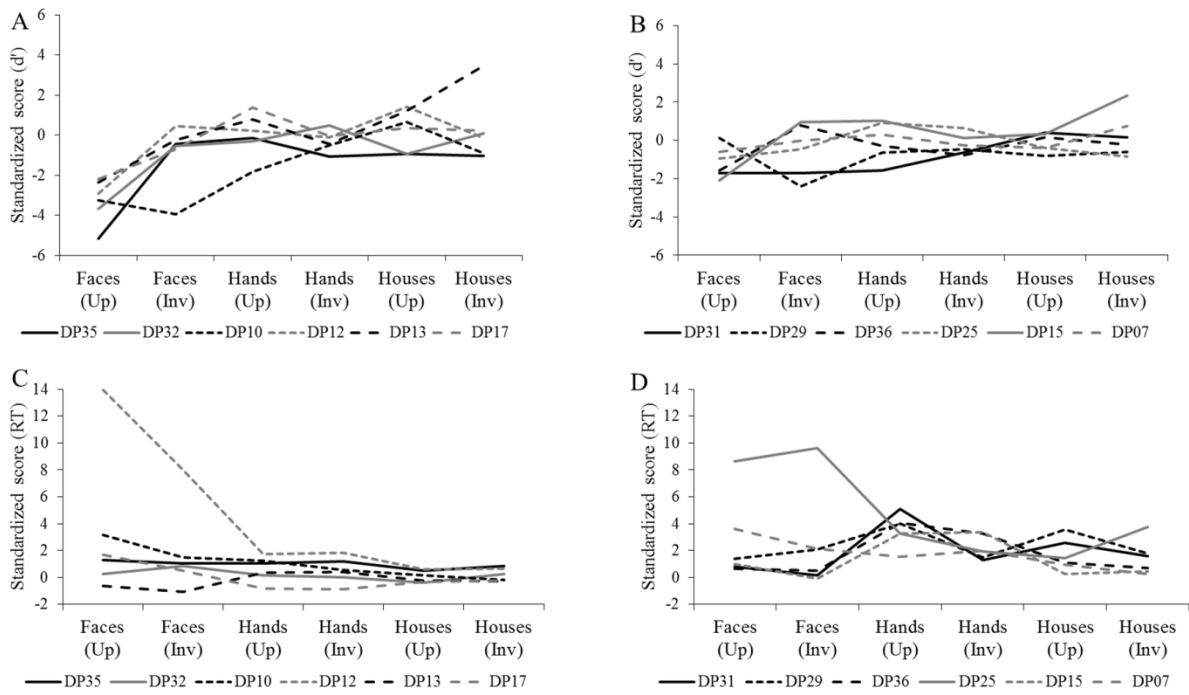 A
Standardized score (d')
6
4
2
0
-2
-4
-6
Faces (Up)
Faces (Inv)
Hands (Up)
Hands (Inv)
Houses (Up)
Houses (Inv)
DP35 DP32 DP10 DP12 DP13 DP17
B
Standardized score (d')
6
4
2
0
-2
-4
-6
Faces (Up)
Faces (Inv)
Hands (Up)
Hands (Inv)
Houses (Up)
Houses (Inv)
DP31 DP29 DP36 DP25 DP15 DP07
C
Standardized score (RT)
14
12
10
8
6
4
2
0
-2
Faces (Up)
Faces (Inv)
Hands (Up)
Hands (Inv)
Houses (Up)
Houses (Inv)
DP35 DP32 DP10 DP12 DP13 DP17
D
Standardized score (RT)
14
12
10
8
6
4
2
0
-2
Faces (Up)
Faces (Inv)
Hands (Up)
Hands (Inv)
Houses (Up)
Houses (Inv)
DP31 DP29 DP36 DP25 DP15 DP07